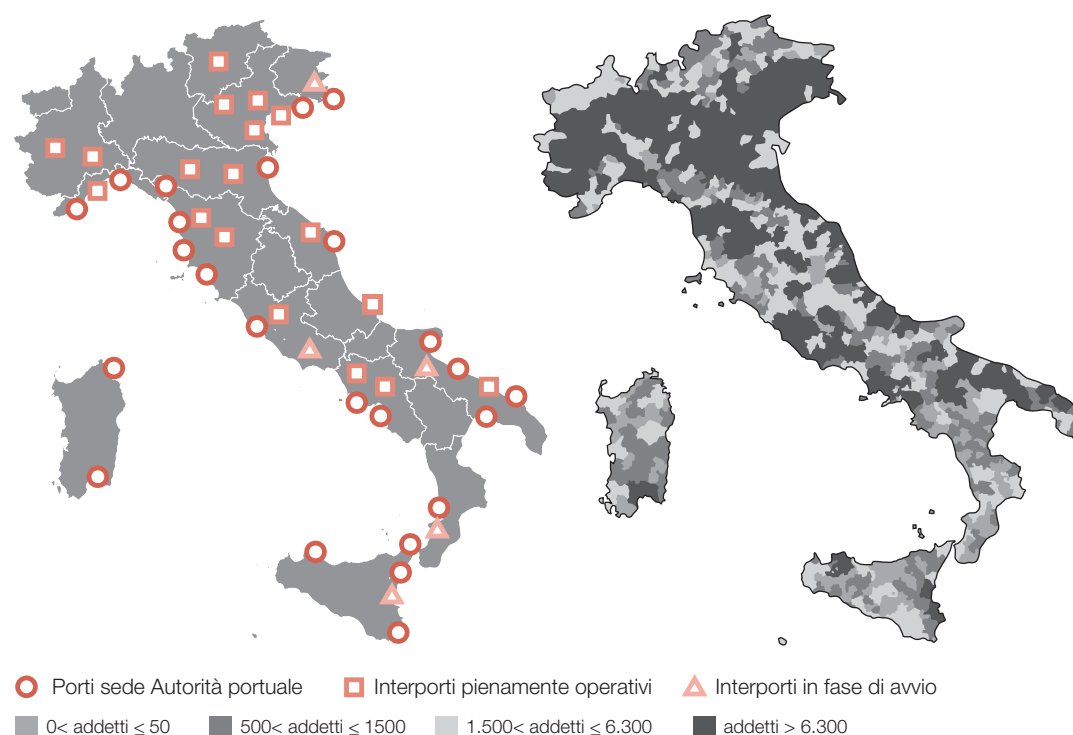 Porti sede Autorità portuale Interporti pienamente operativi Interporti in fase di avvio
0< addetti ≤ 50 500< addetti ≤ 1500 1.500< addetti ≤ 6.300 addetti > 6.300